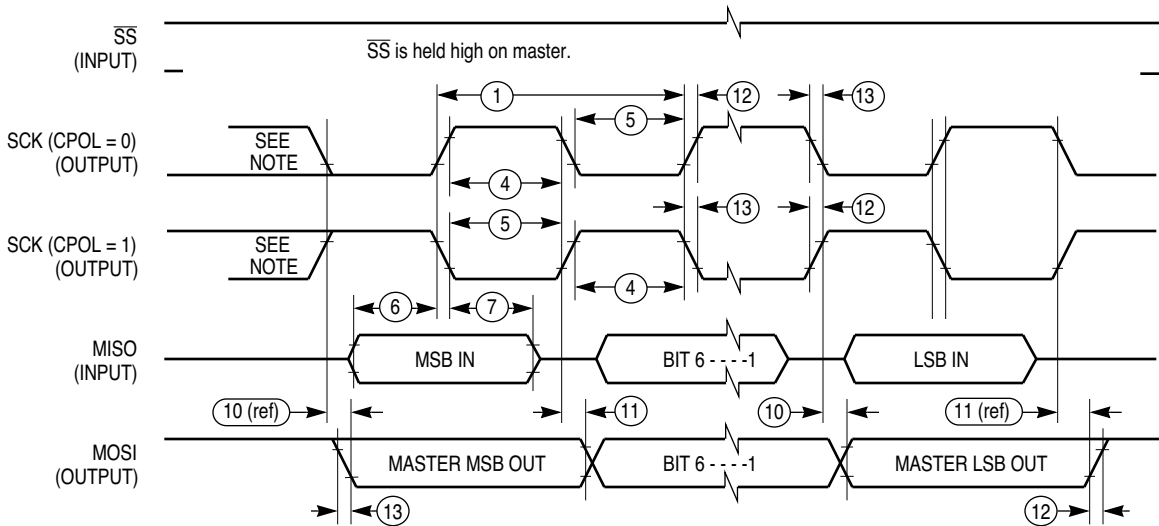 SS
(INPUT)
SS is held high on master.
1
12
13
5
SCK (CPOL = 0)
(OUTPUT)
SEE
NOTE
4
5
13
12
SCK (CPOL = 1)
(OUTPUT)
SEE
NOTE
4
6
7
MISO
(INPUT)
MSB IN
BIT 6 - - - -1
LSB IN
10 (ref)
11
10
11 (ref)
MOSI
(OUTPUT)
MASTER MSB OUT
BIT 6 - - - -1
MASTER LSB OUT
13
12